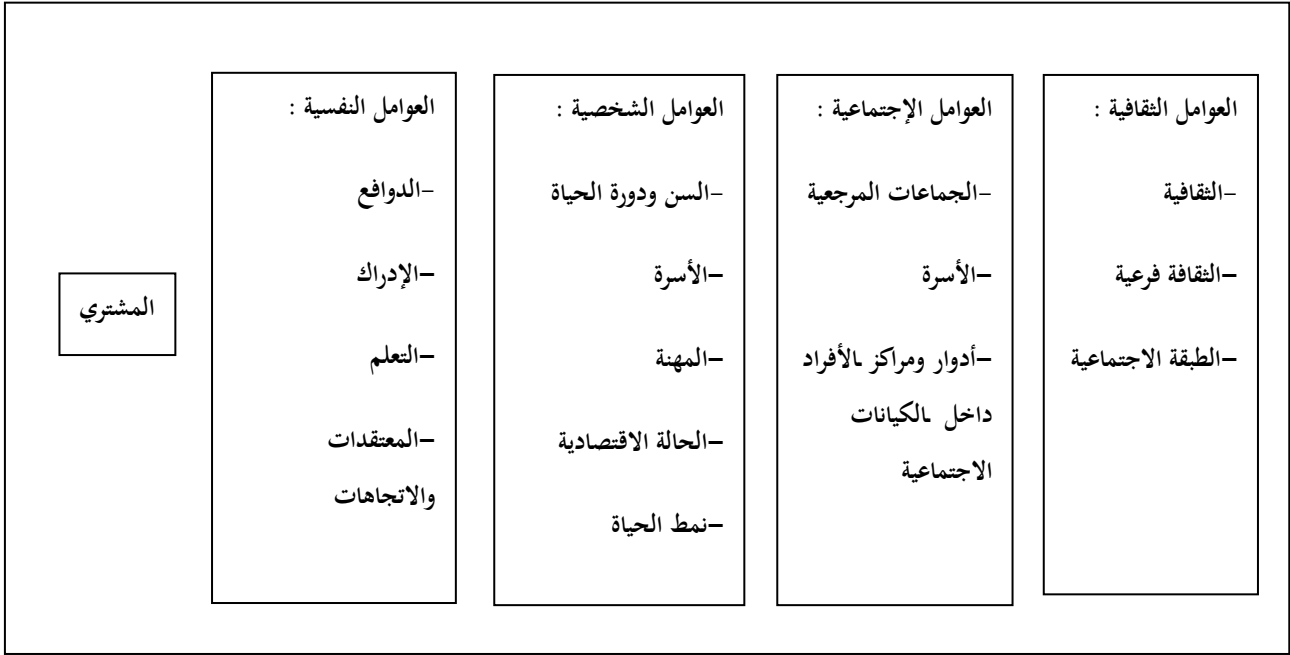 العوامل الثقافية :
-الثقافية
–الثقافة فرعية
–الطبقة الاجتماعية
العوامل الإجتماعية :
-الجماعات المرجعية
–الأسرة
–أدوار ومراكز الأفراد
داخل الكيانات
الاجتماعية
العوامل الشخصية :
-السن ودورة الحياة
–الأسرة
–المهنة
–الحالة الاقتصادية
–نمط الحياة
العوامل النفسية :
-الدوافع
–الإدراك
–التعلم
–المعتقدات
والاتجاهات
المشتري